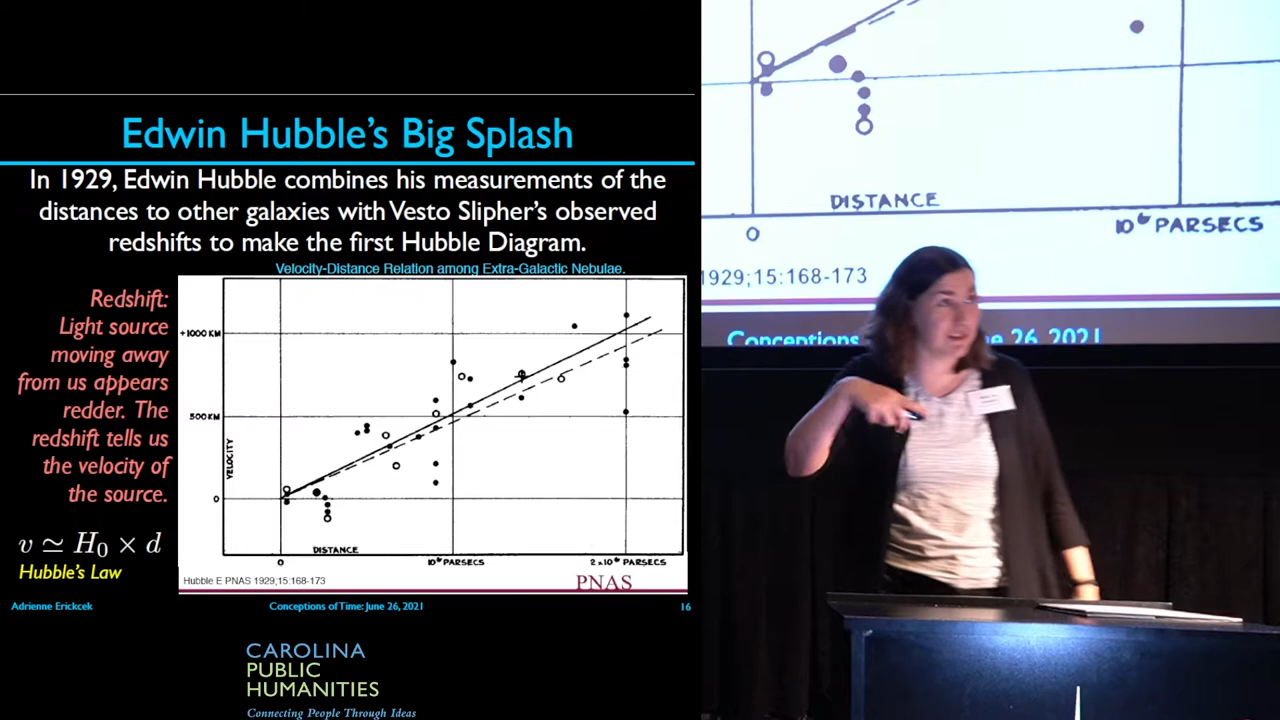 Edwin Hubble's Big Splash
In 1929, Edwin Hubble combines his measurements of the
distances to other galaxies with Vesto Slipher's observed
redshifts to make the first Hubble Diagram.
Velocity-Distance Relation among Extra-Galactic Nebulae.
Redshift:
Light source
moving away
from us appears
redder. The
redshift tells us
the velocity of
the source.
v ≃ H₀ × d
Hubble's Law
+1000 KM
500 KM
VELOCITY
0
DISTANCE
0
10⁶ PARSECS
2 x 10⁶ PARSECS
Hubble E PNAS 1929;15:168-173
PNAS
Adrienne Erickcek
Conceptions of Time: June 26, 2021
16
CAROLINA
PUBLIC
HUMANITIES
Connecting People Through Ideas
DISTANCE
0
10⁶ PARSECS
1929;15:168-173
Conceptions
ne 26, 2021